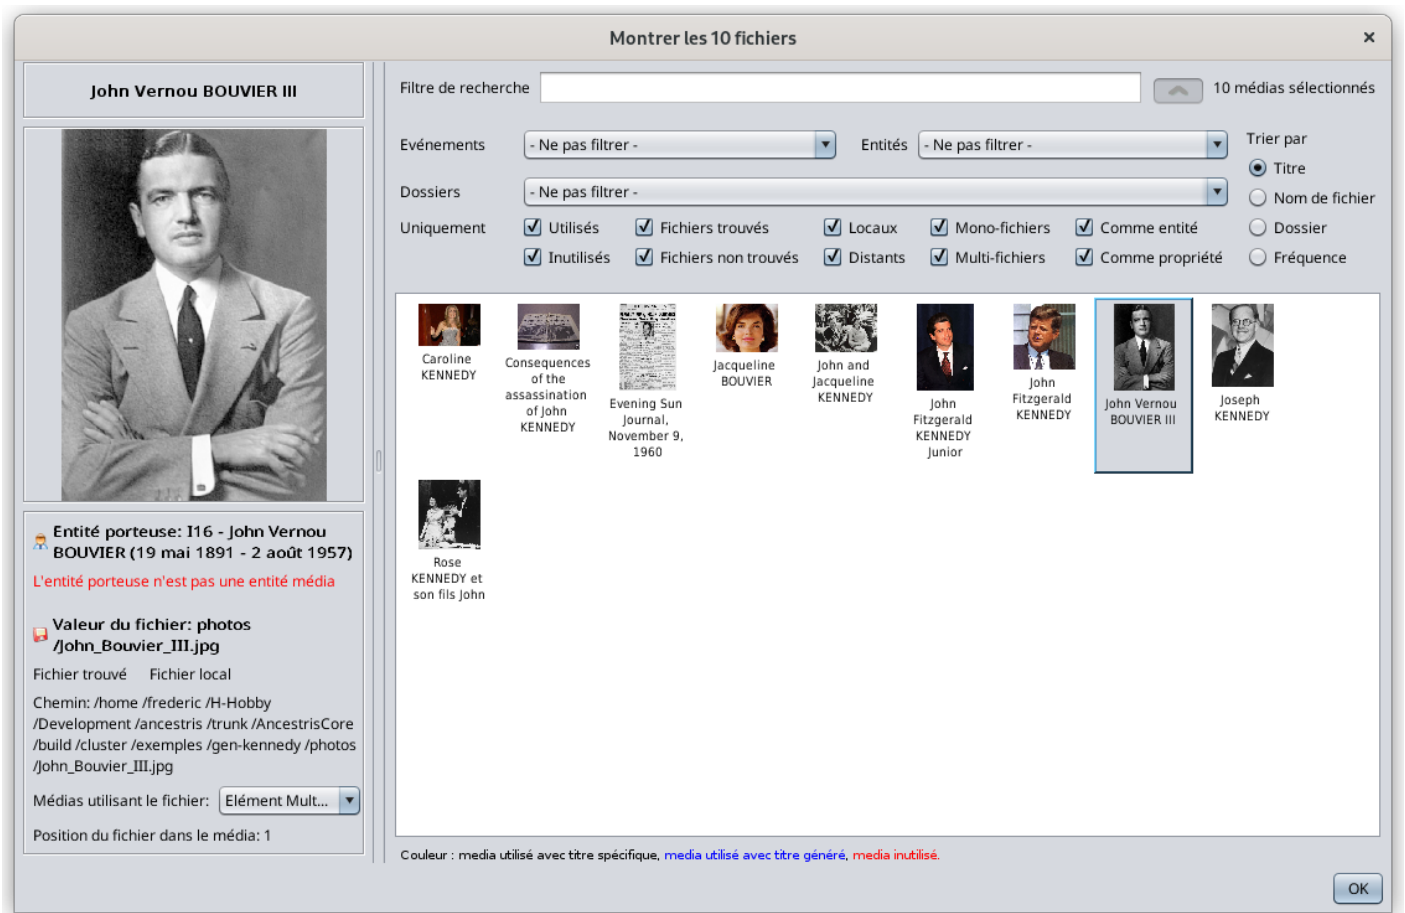 Montrer les 10 fichiers
John Vernou BOUVIER III
Entité porteuse: I16 - John Vernou
BOUVIER (19 mai 1891 - 2 août 1957)
L'entité porteuse n'est pas une entité média
Valeur du fichier: photos
/John_Bouvier_III.jpg
Fichier trouvé Fichier local
Chemin: /home /frederic /H-Hobby
/Development /ancestris /trunk /AncestrisCore
/build /cluster /exemples /gen-kennedy /photos
/John_Bouvier_III.jpg
Médias utilisant le fichier: Elément Mult...
Position du fichier dans le média: 1
Filtre de recherche 10 médias sélectionnés
Evénements - Ne pas filtrer - Entités - Ne pas filtrer -
Dossiers - Ne pas filtrer -
Uniquement Utilisés Fichiers trouvés Locaux Mono-fichiers Comme entité
Inutilisés Fichiers non trouvés Distants Multi-fichiers Comme propriété
Trier par
Titre
Nom de fichier
Dossier
Fréquence
Caroline
KENNEDY
Consequences
of the
assassination
of John
KENNEDY
Evening Sun
Journal,
November 9,
1960
Jacqueline
BOUVIER
John and
Jacqueline
KENNEDY
John
Fitzgerald
KENNEDY
Junior
John
Fitzgerald
KENNEDY
John Vernou
BOUVIER III
Joseph
KENNEDY
Rose
KENNEDY et
son fils John
Couleur : media utilisé avec titre spécifique, media utilisé avec titre généré, media inutilisé.
OK